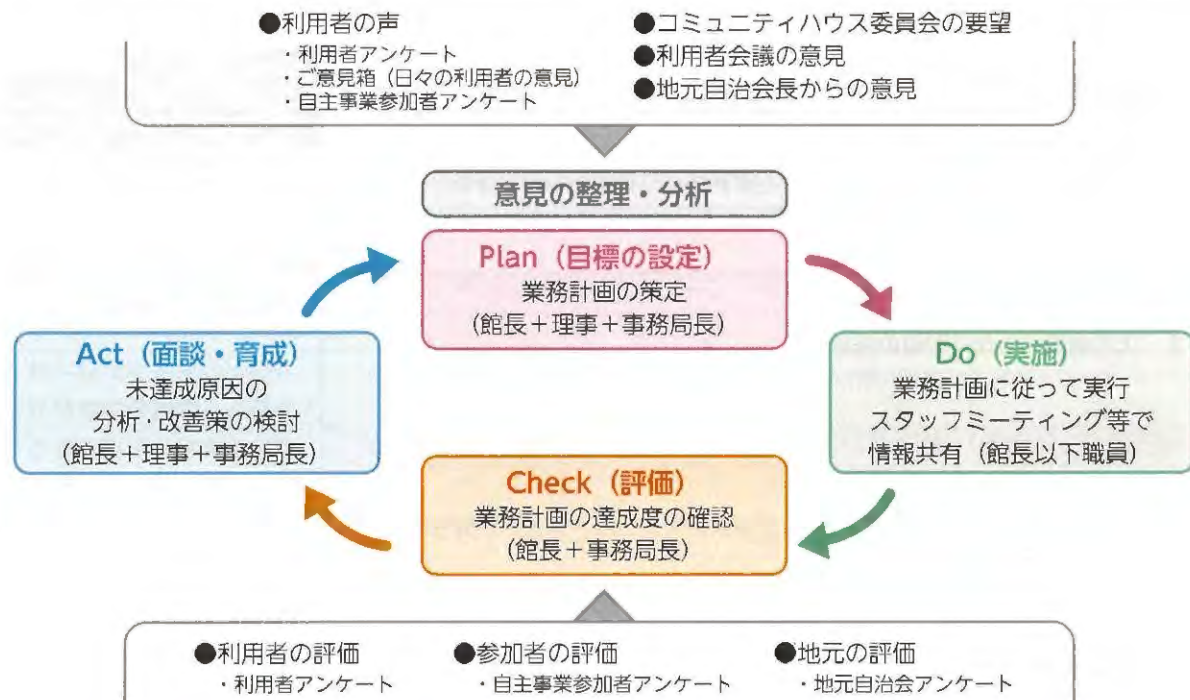 ●利用者の声
・利用者アンケート
・ご意見箱（日々の利用者の意見）
・自主事業参加者アンケート
●コミュニティハウス委員会の要望
●利用者会議の意見
●地元自治会長からの意見
意見の整理・分析
Plan（目標の設定）
業務計画の策定
（館長＋理事＋事務局長）
Do（実施）
業務計画に従って実行
スタッフミーティング等で
情報共有（館長以下職員）
Check（評価）
業務計画の達成度の確認
（館長＋事務局長）
Act（面談・育成）
未達成原因の
分析・改善策の検討
（館長＋理事＋事務局長）
●利用者の評価
・利用者アンケート
●参加者の評価
・自主事業参加者アンケート
●地元の評価
・地元自治会アンケート